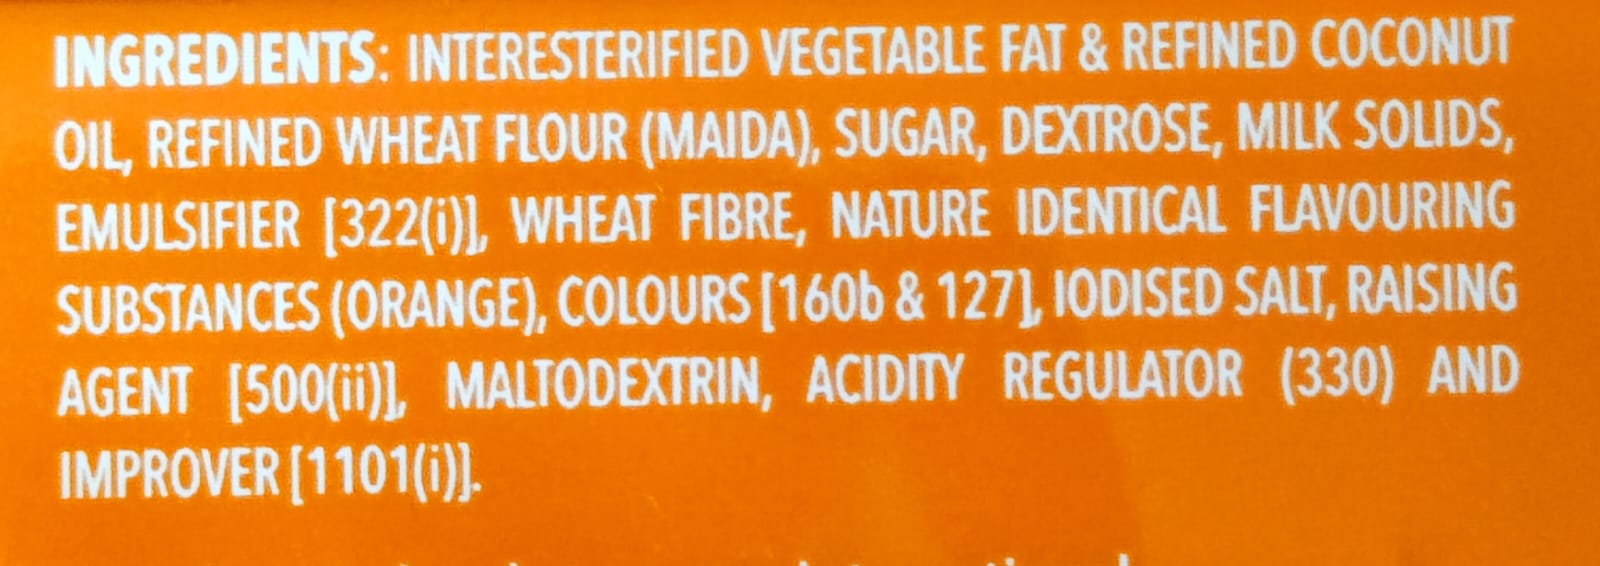 INGREDIENTS: INTERESTERIFIED VEGETABLE FAT & REFINED COCONUT
OIL, REFINED WHEAT FLOUR (MAIDA), SUGAR, DEXTROSE, MILK SOLIDS,
EMULSIFIER [322(i)], WHEAT FIBRE, NATURE IDENTICAL FLAVOURING
SUBSTANCES (ORANGE), COLOURS [160b & 127], IODISED SALT, RAISING
AGENT [500(ii)], MALTODEXTRIN, ACIDITY REGULATOR (330) AND
IMPROVER [1101(i)].